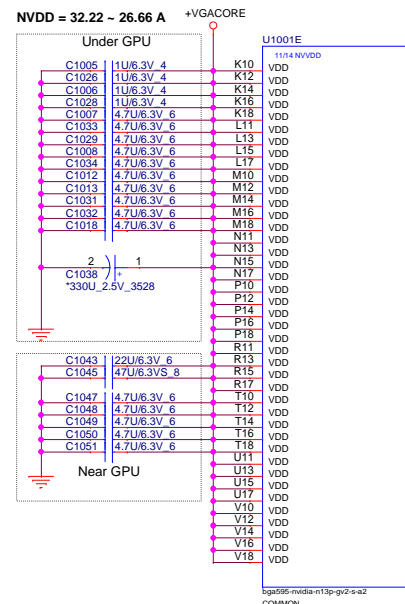 NVDD = 32.22 ~ 26.66 A
+VGACORE
Under GPU
C1005 1U/6.3V_4
C1026 1U/6.3V_4
C1006 1U/6.3V_4
C1028 1U/6.3V_4
C1007 4.7U/6.3V_6
C1033 4.7U/6.3V_6
C1029 4.7U/6.3V_6
C1008 4.7U/6.3V_6
C1034 4.7U/6.3V_6
C1012 4.7U/6.3V_6
C1013 4.7U/6.3V_6
C1031 4.7U/6.3V_6
C1032 4.7U/6.3V_6
C1018 4.7U/6.3V_6
2 1
+
C1038
*330U_2.5V_3528
C1043 22U/6.3V_6
C1045 47U/6.3VS_8
C1047 4.7U/6.3V_6
C1048 4.7U/6.3V_6
C1049 4.7U/6.3V_6
C1050 4.7U/6.3V_6
C1051 4.7U/6.3V_6
Near GPU
U1001E
11/14 NVVDD
K10 VDD
K12 VDD
K14 VDD
K16 VDD
K18 VDD
L11 VDD
L13 VDD
L15 VDD
L17 VDD
M10 VDD
M12 VDD
M14 VDD
M16 VDD
M18 VDD
N11 VDD
N13 VDD
N15 VDD
N17 VDD
P10 VDD
P12 VDD
P14 VDD
P16 VDD
P18 VDD
R11 VDD
R13 VDD
R15 VDD
R17 VDD
T10 VDD
T12 VDD
T14 VDD
T16 VDD
T18 VDD
U11 VDD
U13 VDD
U15 VDD
U17 VDD
V10 VDD
V12 VDD
V14 VDD
V16 VDD
V18 VDD
bga595-nvidia-n13p-gv2-s-a2
COMMON